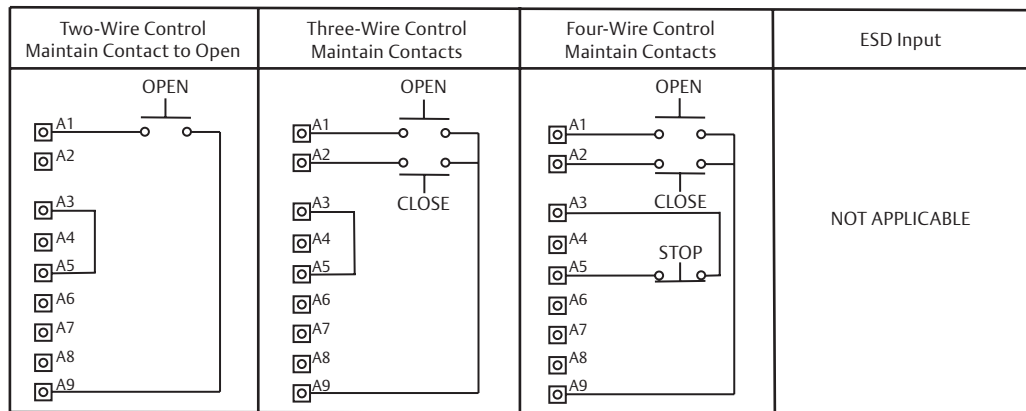 Two-Wire Control
Maintain Contact to Open
Three-Wire Control
Maintain Contacts
Four-Wire Control
Maintain Contacts
ESD Input
OPEN
A1
A2
A3
A4
A5
A6
A7
A8
A9
OPEN
A1
A2
CLOSE
A3
A4
A5
A6
A7
A8
A9
OPEN
A1
A2
CLOSE
A3
A4
STOP
A5
A6
A7
A8
A9
NOT APPLICABLE